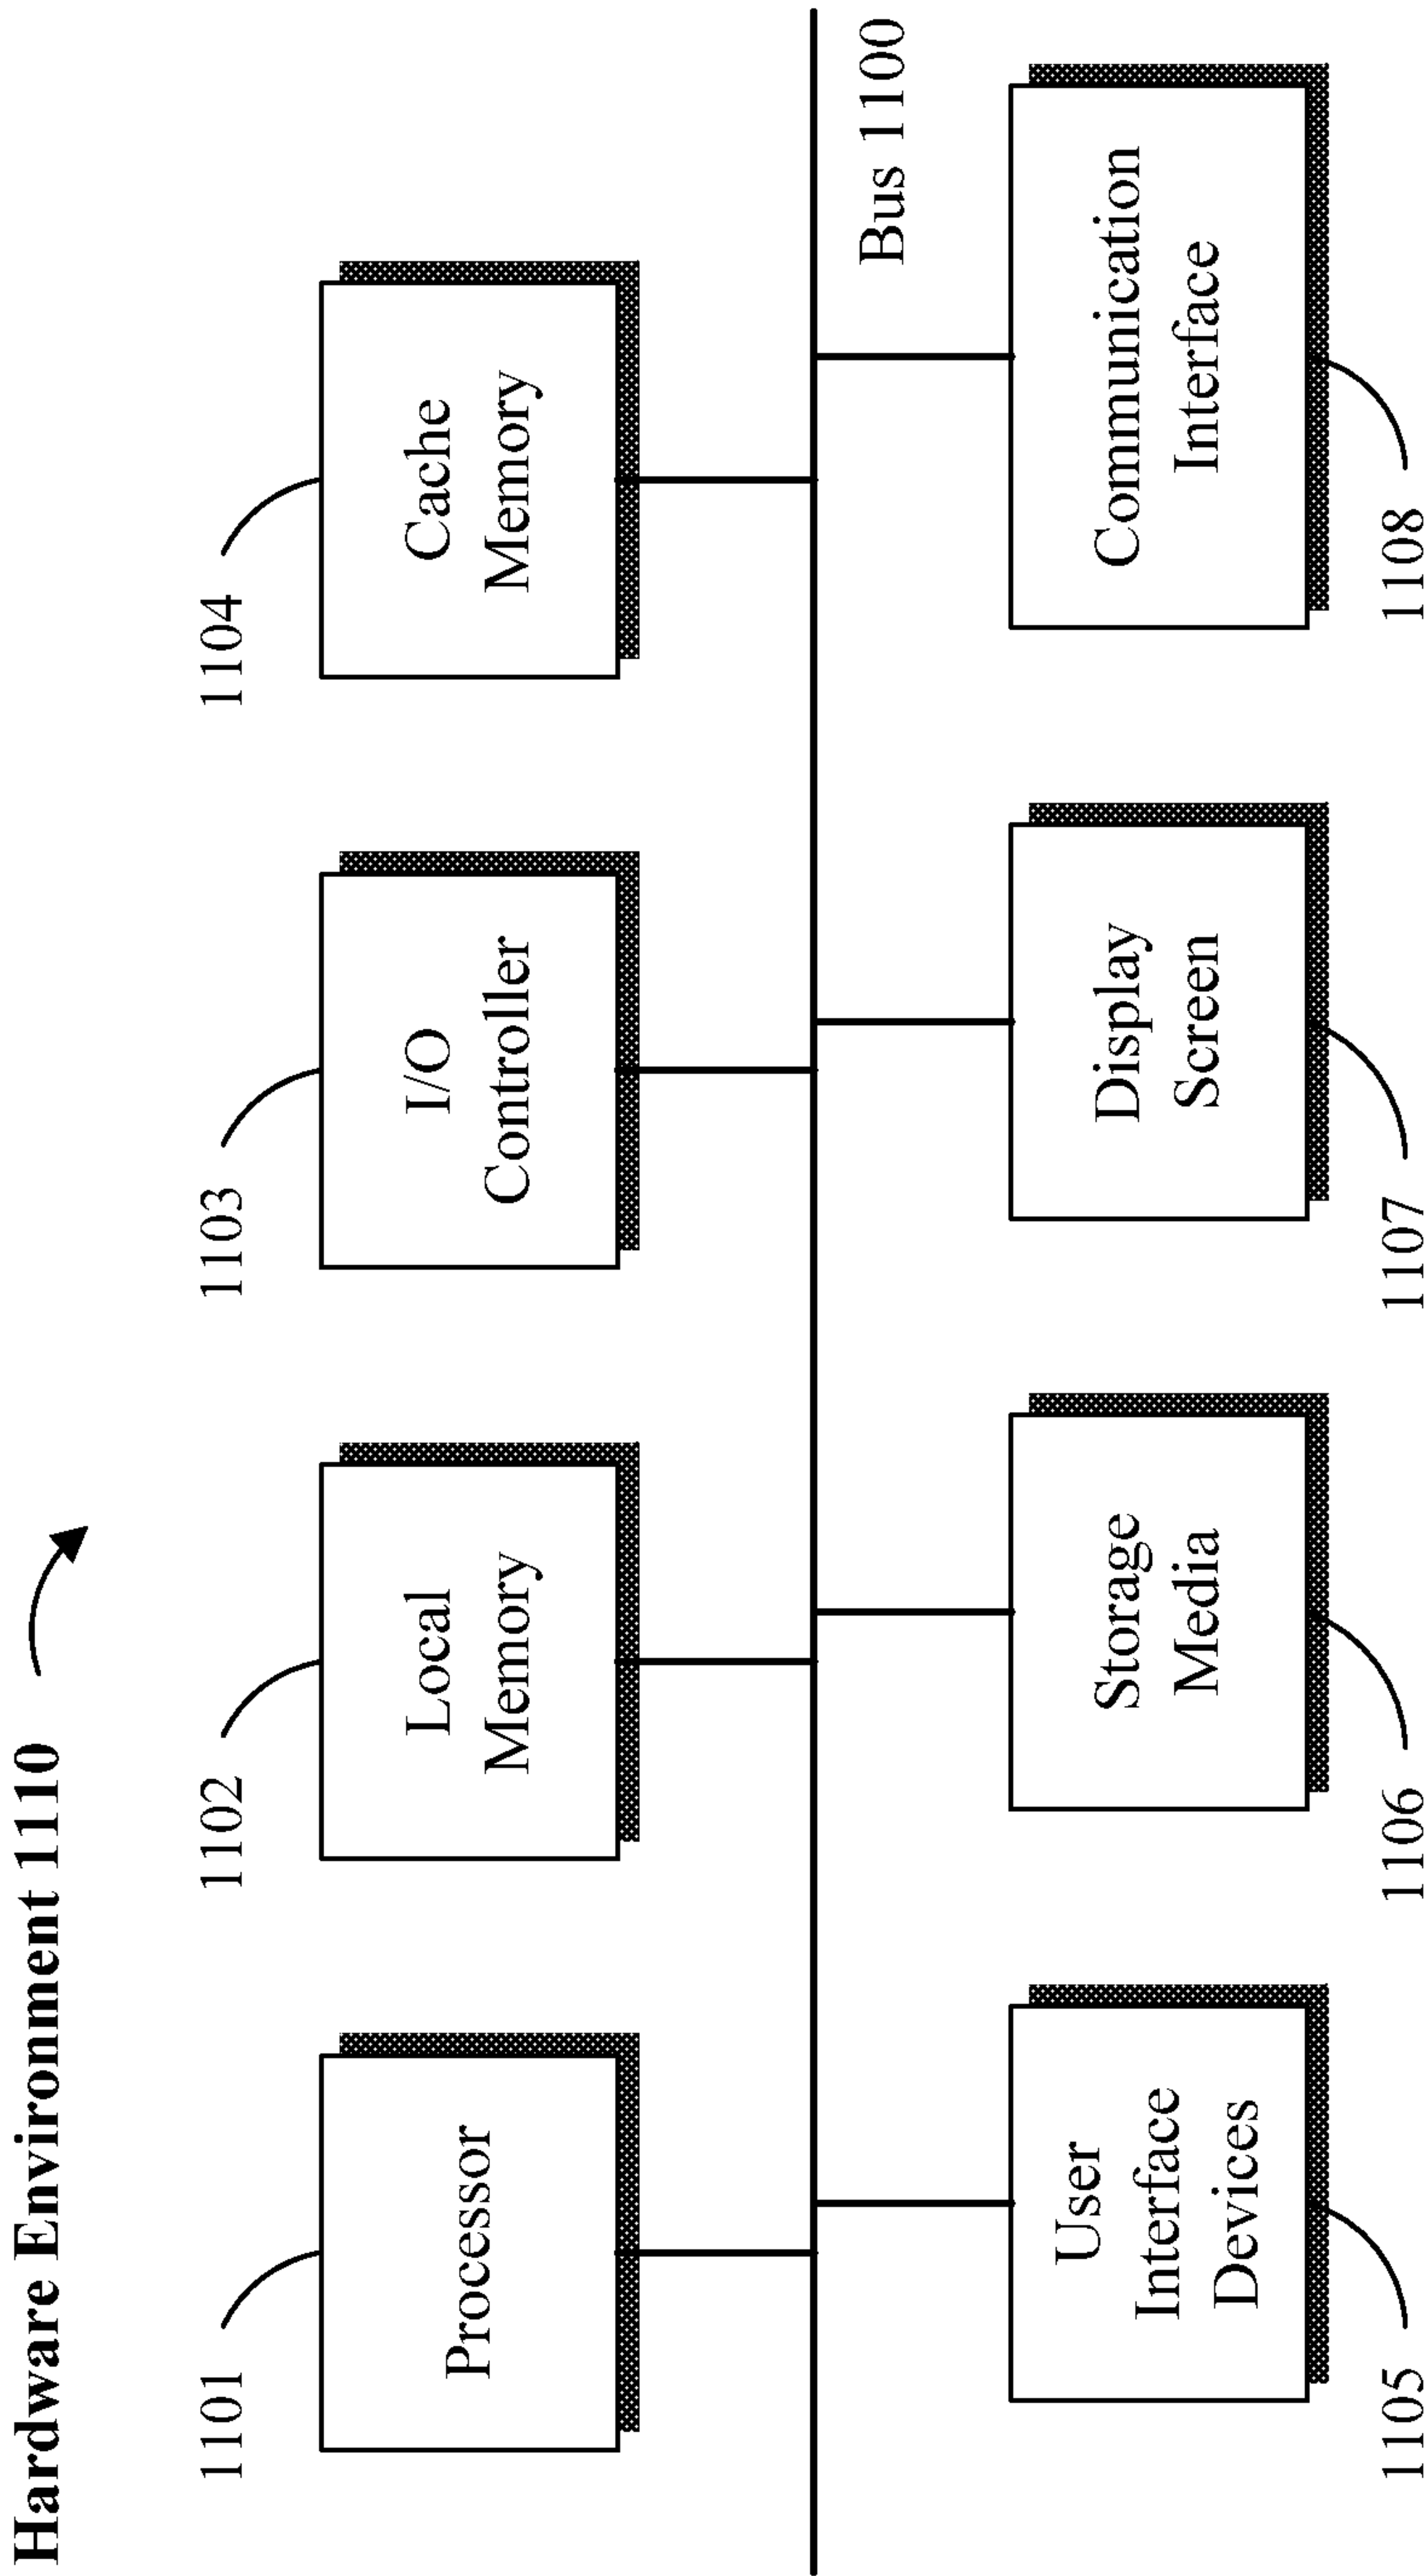 Hardware Environment 1110
1101
1102
1103
1104
Processor
Local
Memory
I/O
Controller
Cache
Memory
Bus 1100
User
Interface
Devices
Storage
Media
Display
Screen
Communication
Interface
1105
1106
1107
1108